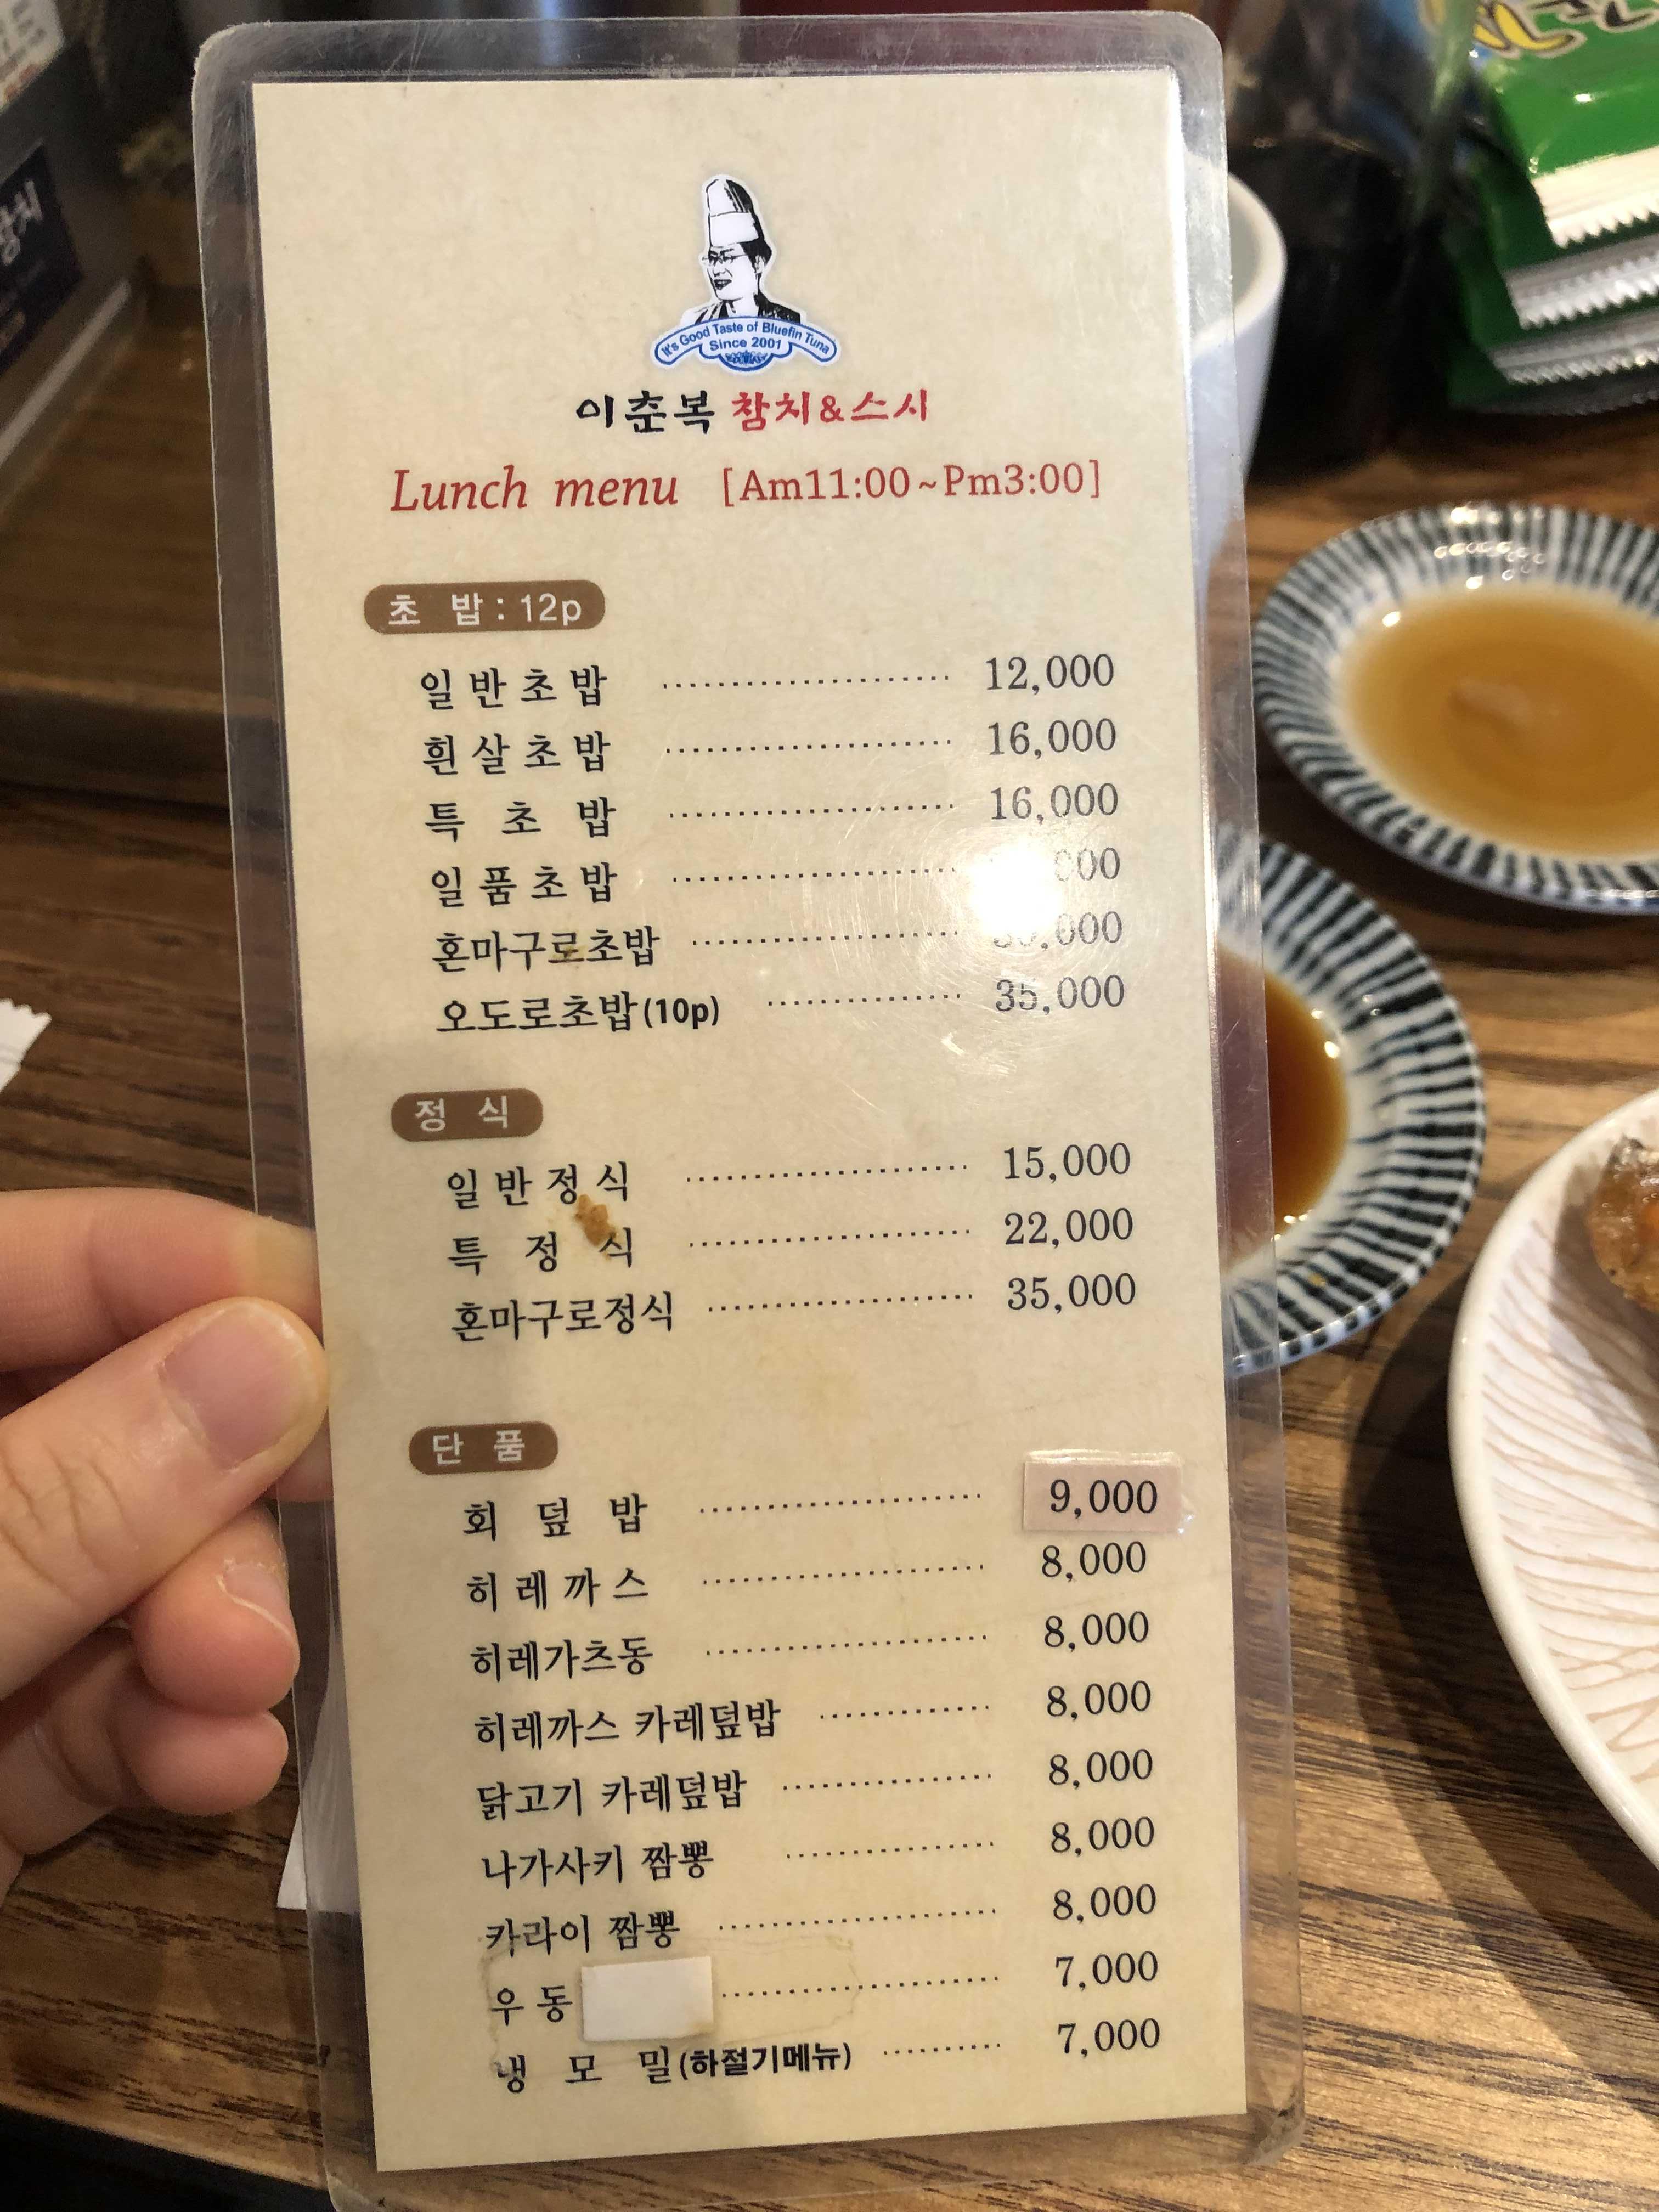 It's Good Taste of Bluefin Tuna
Since 2001
이춘복 참치&스시
Lunch menu [Am11:00~Pm3:00]
초 밥 : 12p
일반초밥 12,000
흰살초밥 16,000
특 초 밥 16,000
일품초밥
혼마구로초밥
오도로초밥(10p) 35,000
정 식
일반정식 15,000
특 정 식 22,000
혼마구로정식 35,000
단 품
회 덮 밥 9,000
히레까스 8,000
히레가츠동 8,000
히레까스 카레덮밥 8,000
닭고기 카레덮밥 8,000
나가사키 짬뽕 8,000
카라이 짬뽕 8,000
우동 7,000
냉 모 밀(하절기메뉴) 7,000